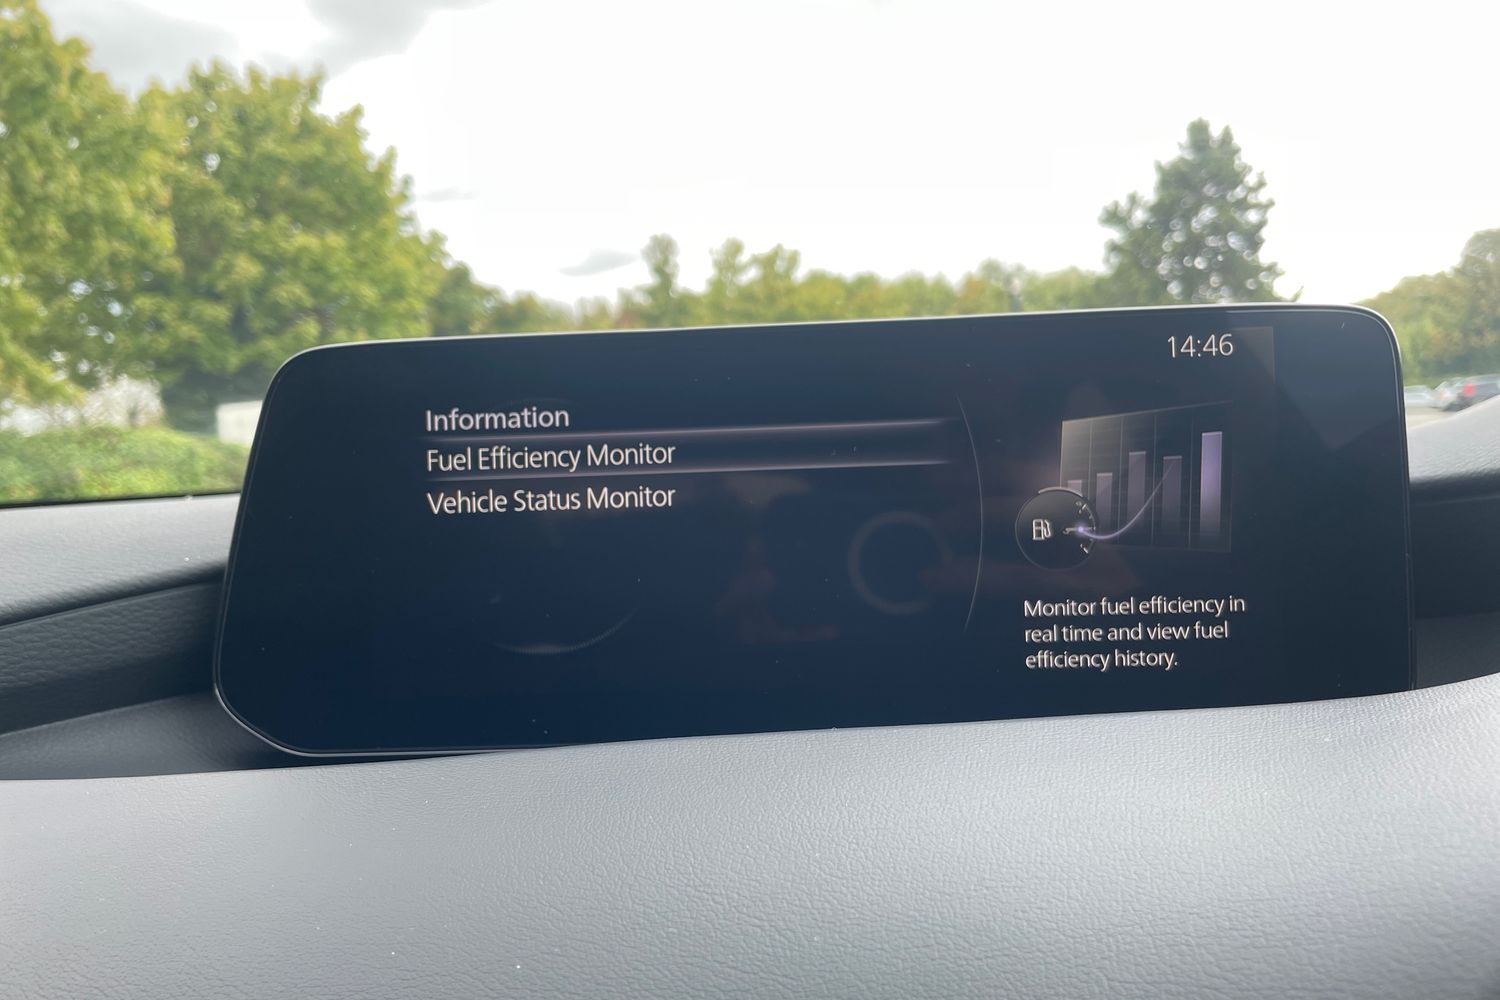 14:46
Information
Fuel Efficiency Monitor
Vehicle Status Monitor
Monitor fuel efficiency in
real time and view fuel
efficiency history.